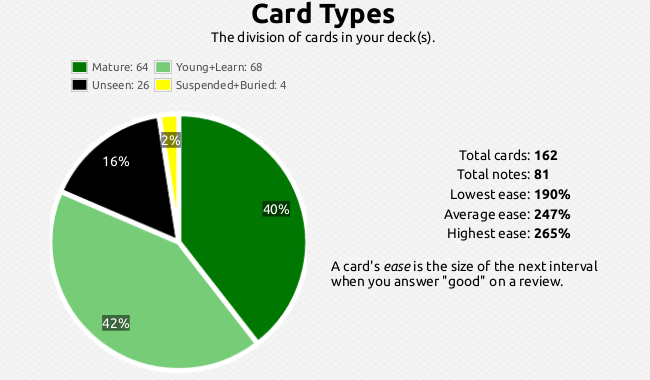 Card Types
The division of cards in your deck(s).
Mature: 64 Young+Learn: 68
Unseen: 26 Suspended+Buried: 4
2%
16%
40%
42%
Total cards: 162
Total notes: 81
Lowest ease: 190%
Average ease: 247%
Highest ease: 265%
A card's ease is the size of the next interval
when you answer "good" on a review.